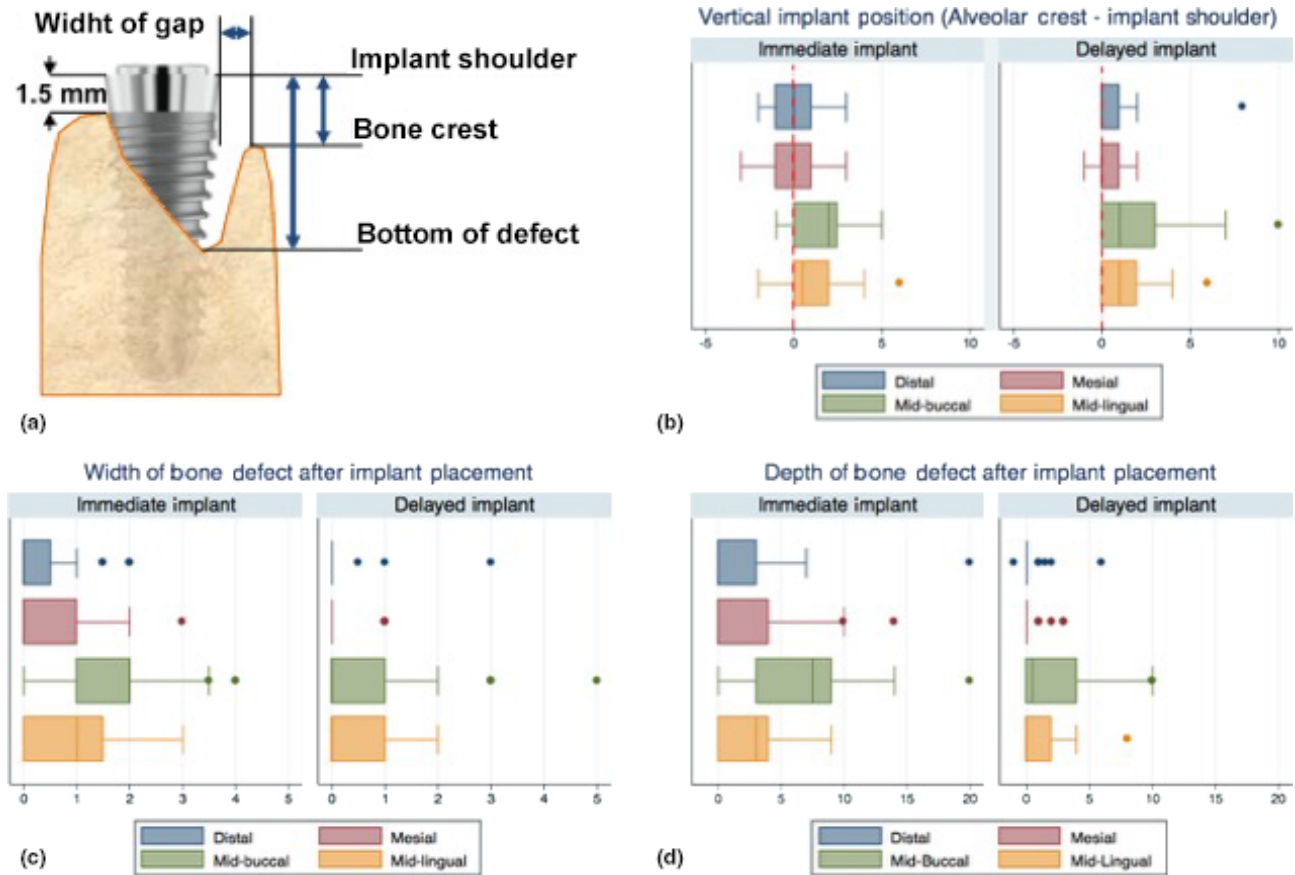 Widht of gap
1.5 mm
Implant shoulder
Bone crest
Bottom of defect
(a)
Vertical implant position (Alveolar crest - implant shoulder)
Immediate implant
Delayed implant
-5 0 5 10
-5 0 5 10
Distal
Mesial
Mid-buccal
Mid-lingual
(b)
Width of bone defect after implant placement
Immediate implant
Delayed implant
0 1 2 3 4 5
0 1 2 3 4 5
Distal
Mesial
Mid-buccal
Mid-lingual
(c)
Depth of bone defect after implant placement
Immediate implant
Delayed implant
0 5 10 15 20
0 5 10 15 20
Distal
Mesial
Mid-Buccal
Mid-Lingual
(d)